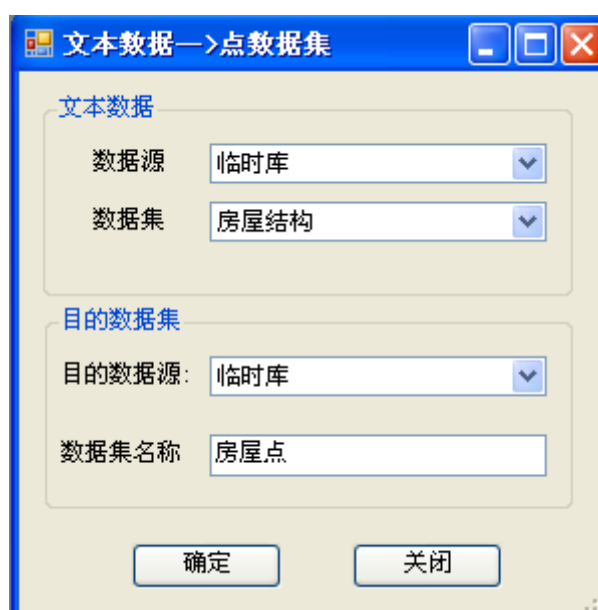 文本数据—>点数据集
文本数据
数据源 临时库
数据集 房屋结构
目的数据集
目的数据源: 临时库
数据集名称 房屋点
确定 关闭